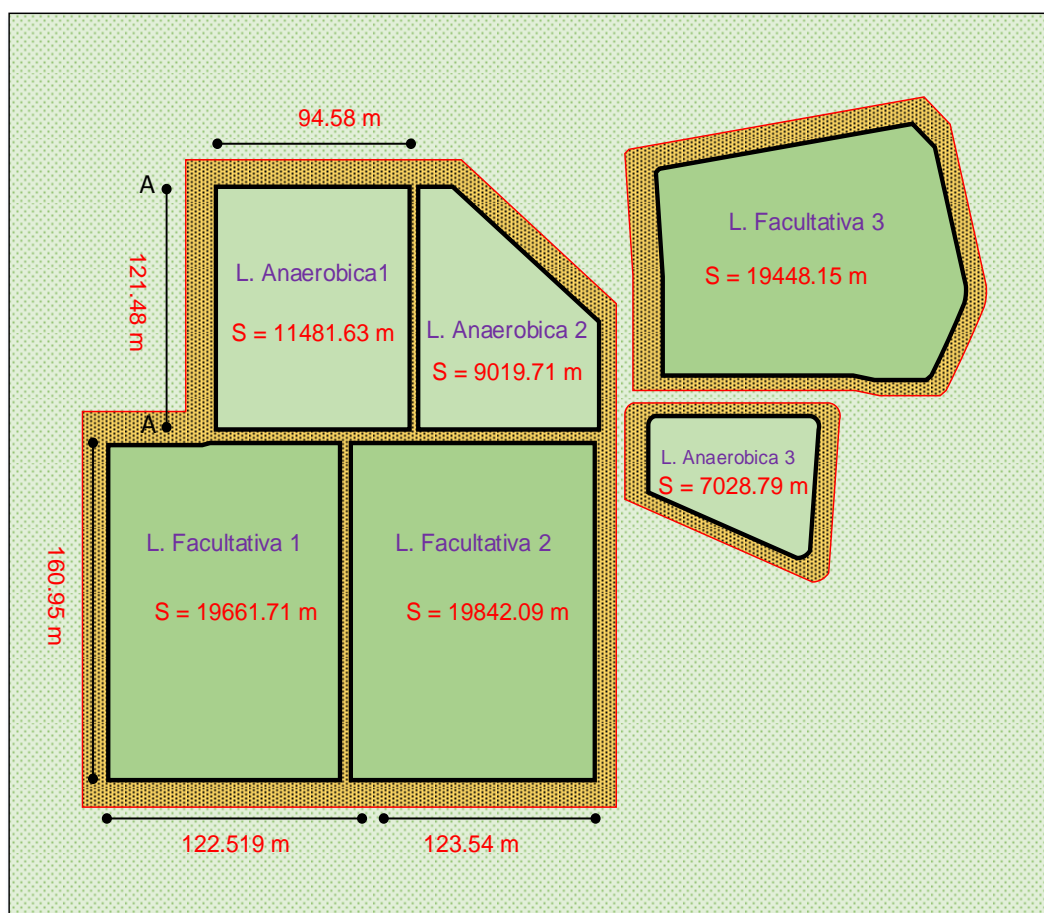 94.58 m
A
121.48 m
A
L. Anaerobica1
S = 11481.63 m
L. Anaerobica 2
S = 9019.71 m
L. Facultativa 3
S = 19448.15 m
L. Anaerobica 3
S = 7028.79 m
160.95 m
L. Facultativa 1
S = 19661.71 m
L. Facultativa 2
S = 19842.09 m
122.519 m
123.54 m